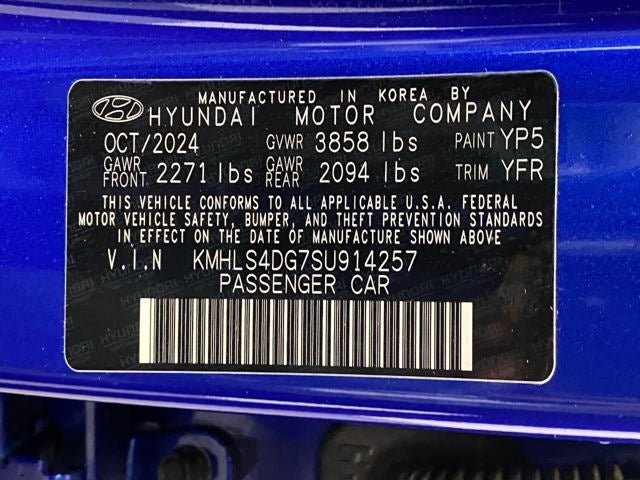 MANUFACTURED IN KOREA BY
HYUNDAI MOTOR COMPANY
OCT/2024 GVWR 3858 lbs PAINT YP5
GAWR FRONT 2271 lbs GAWR REAR 2094 lbs TRIM YFR
THIS VEHICLE CONFORMS TO ALL APPLICABLE U.S.A. FEDERAL
MOTOR VEHICLE SAFETY, BUMPER, AND THEFT PREVENTION STANDARDS
IN EFFECT ON THE DATE OF MANUFACTURE SHOWN ABOVE
V.I.N KMHLS4DG7SU914257
PASSENGER CAR